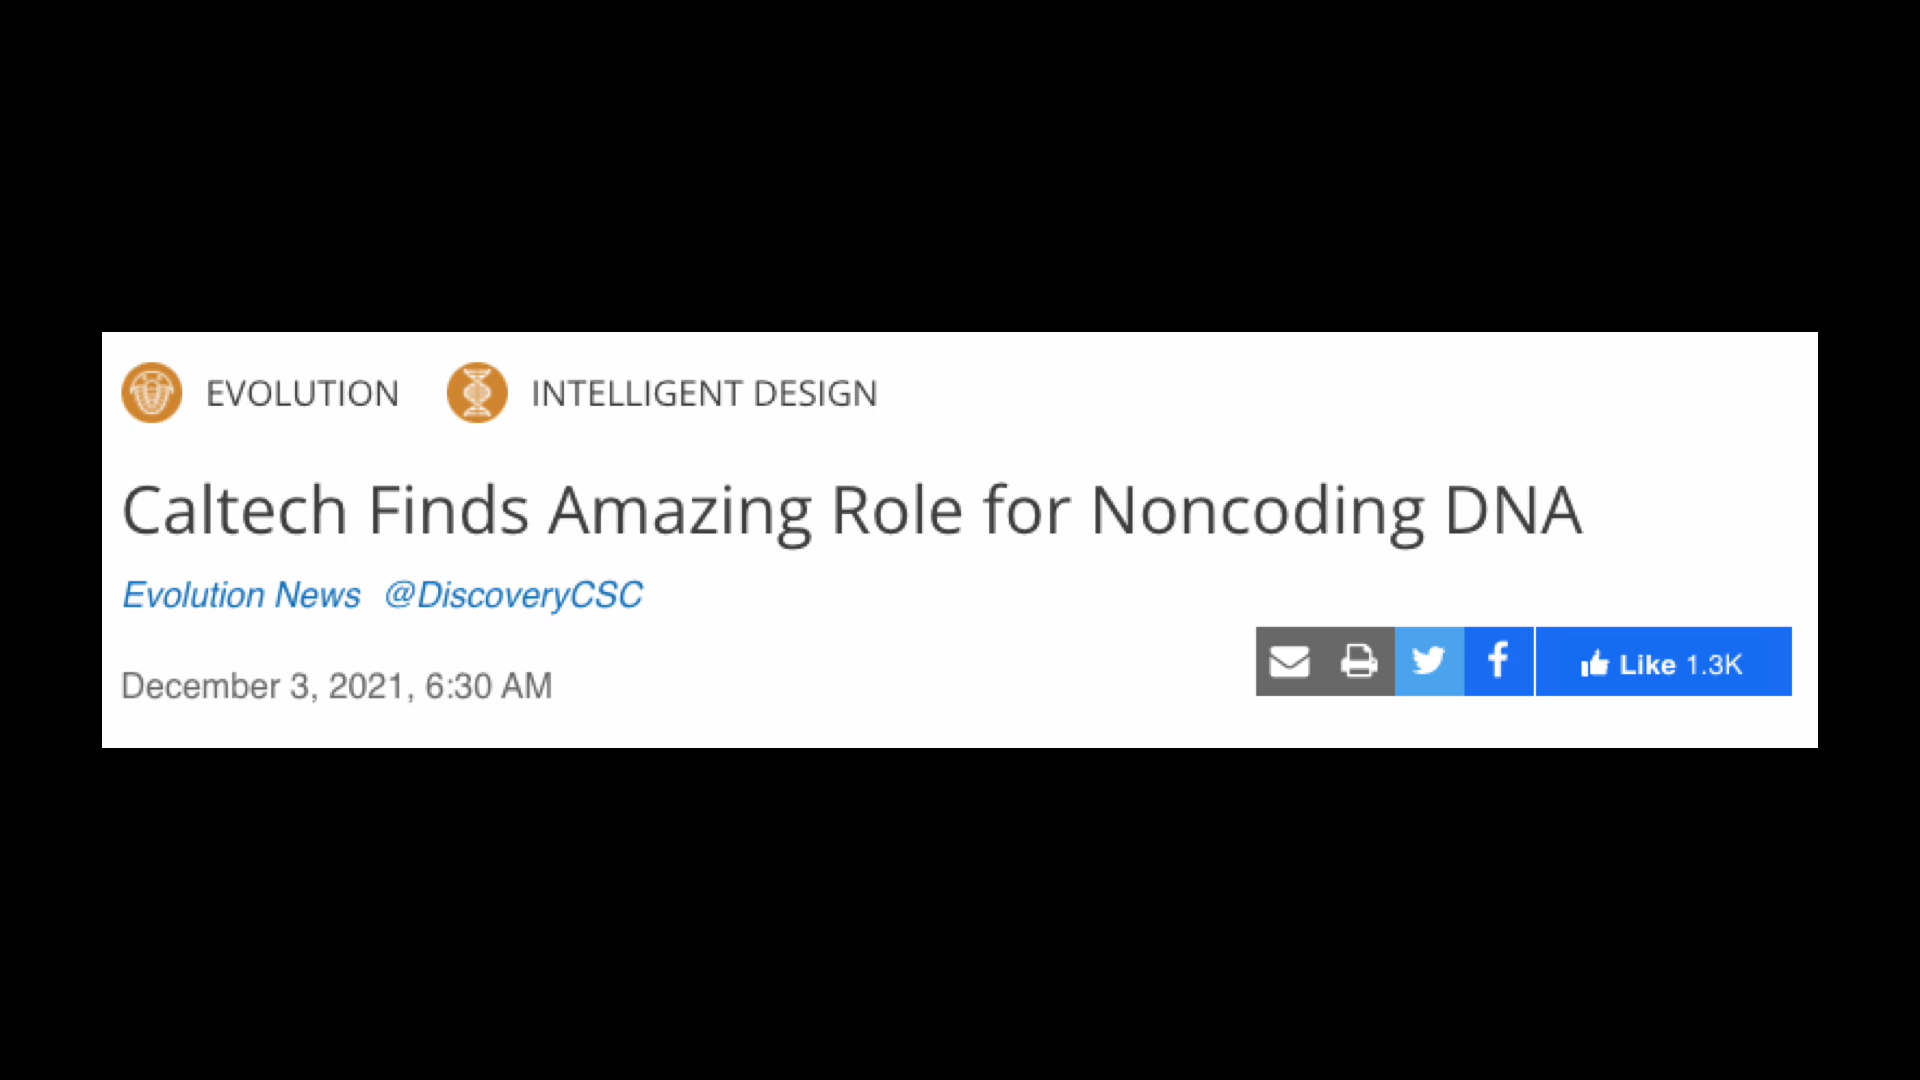 EVOLUTION INTELLIGENT DESIGN
Caltech Finds Amazing Role for Noncoding DNA
Evolution News @DiscoveryCSC
December 3, 2021, 6:30 AM
Like 1.3K